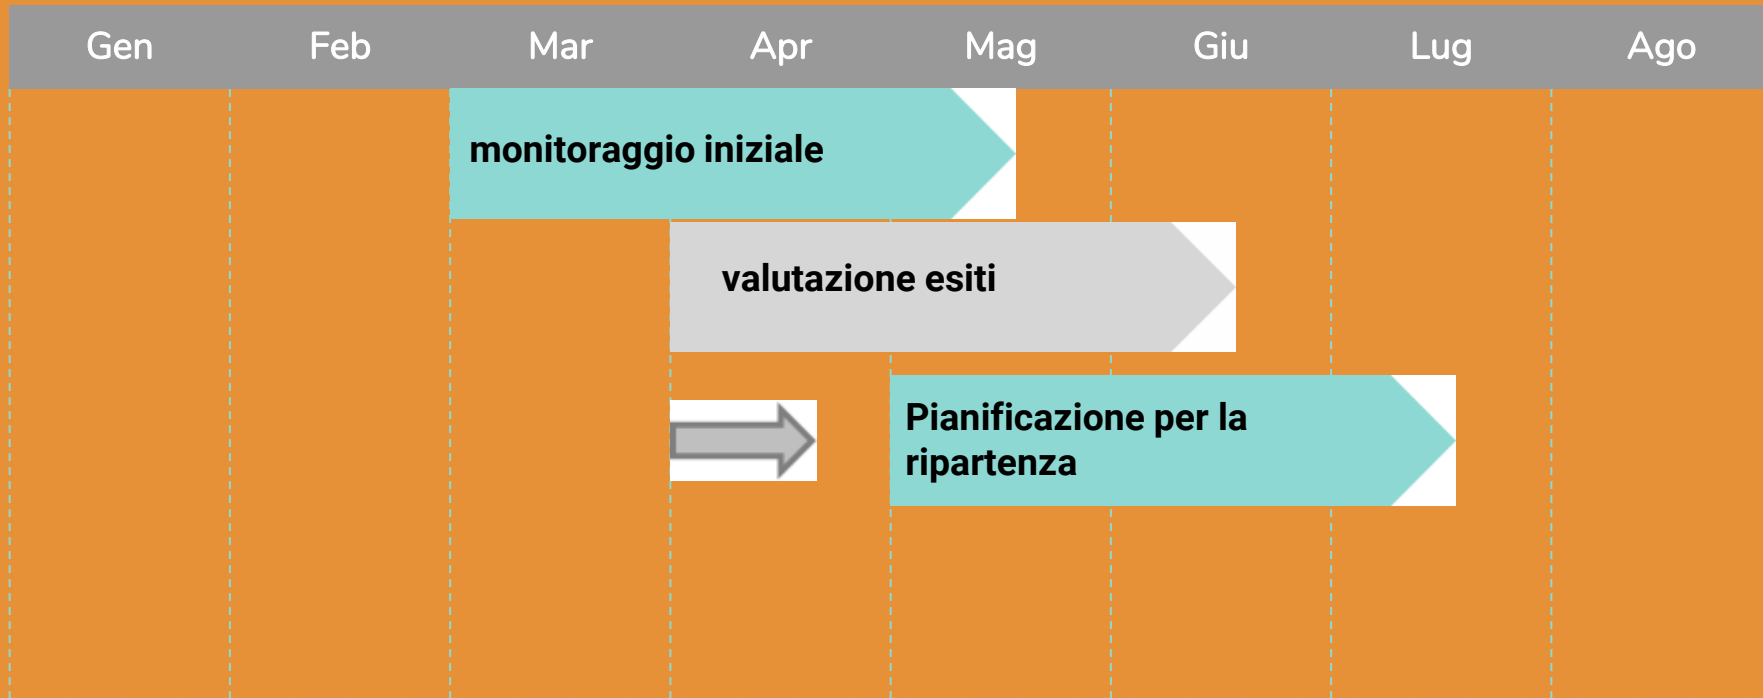 Gen Feb Mar Apr Mag Giu Lug Ago
monitoraggio iniziale
valutazione esiti
Pianificazione per la
ripartenza